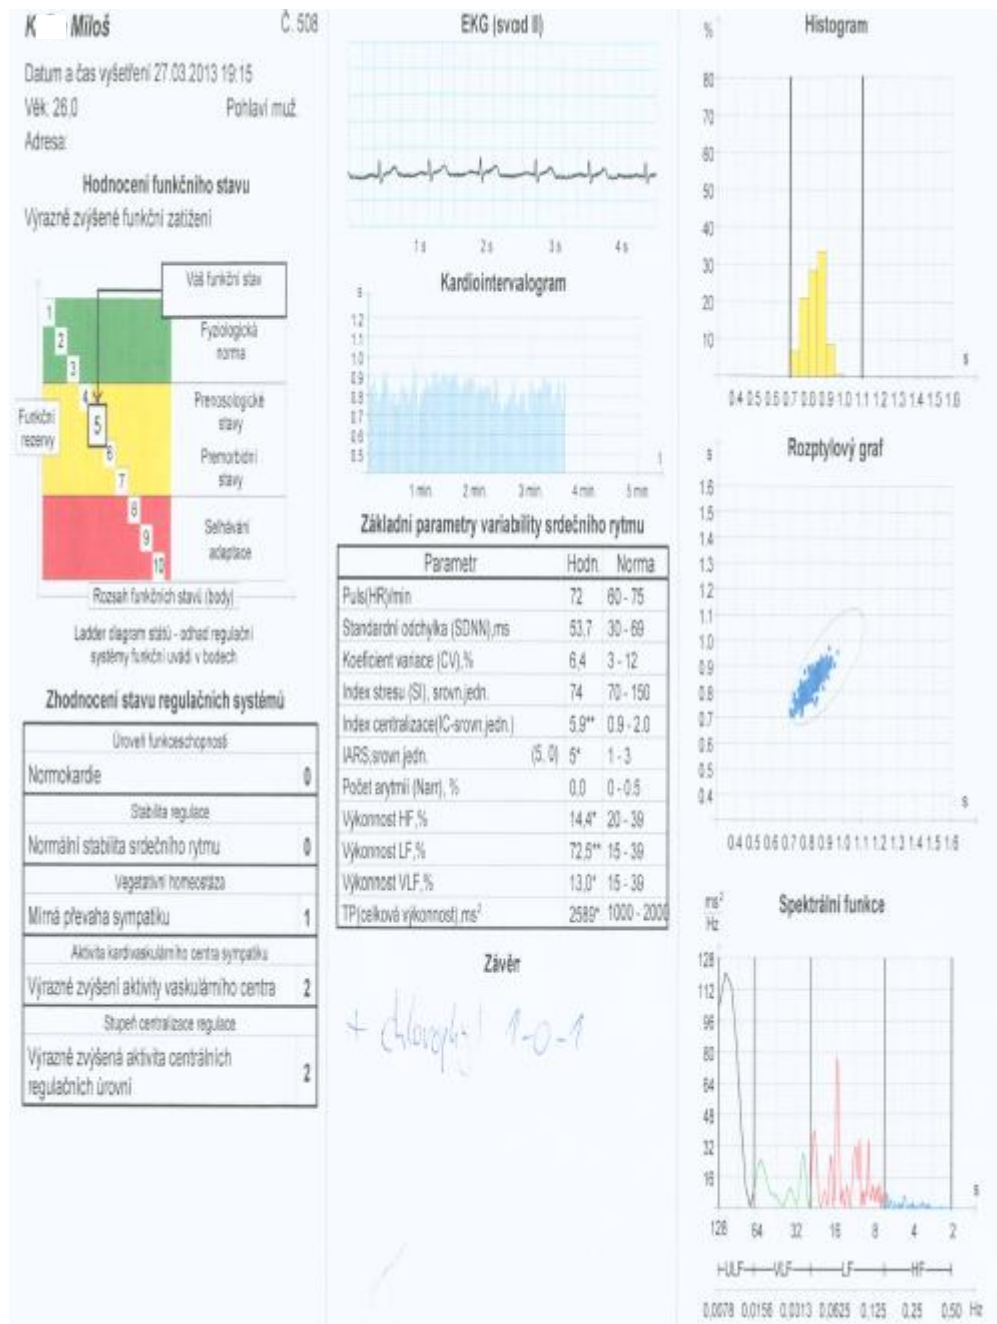 K Miloš
Č. 508
Datum a čas vyšetření 27.03.2013 19:15
Věk: 26,0 Pohlaví muž
Adresa:
Hodnocení funkčního stavu
Výrazně zvýšené funkční zatížení
Váš funkční stav
1
2
3
4
5
6
7
8
9
10
Fyziologická
norma
Prenosologické
stavy
Premorbidní
stavy
Selhávání
adaptace
Funkční
rezervy
Rozsah funkčních stavů (body)
Ladder diagram států - odhad regulační
systémy funkční uvádí v bodech
Zhodnocení stavu regulačních systémů
Úroveň funkceschopnosti
Normokardie 0
Stabilita regulace
Normální stabilita srdečního rytmu 0
Vegetativní homeostáza
Mírná převaha sympatiku 1
Aktivita kardivaskulárního centra sympatiku
Výrazné zvýšení aktivity vaskulárního centra 2
Stupeň centralizace regulace
Výrazně zvýšená aktivita centrálních
regulačních úrovní 2
EKG (svod II)
1 s 2 s 3 s 4 s
Kardiointervalogram
s
1.2
1.1
1.0
0.9
0.8
0.7
0.6
0.5
t
1 min. 2 min. 3 min. 4 min. 5 min.
Základní parametry variability srdečního rytmu
Parametr Hodn. Norma
Puls(HR)/min 72 60 - 75
Standardní odchylka (SDNN),ms 53,7 30 - 69
Koeficient variace (CV),% 6,4 3 - 12
Index stresu (SI), srovn.jedn. 74 70 - 150
Index centralizace(IC-srovn.jedn.) 5,9** 0.9 - 2.0
IARS,srovn.jedn. (5, 0) 5* 1 - 3
Počet arytmií (Narr), % 0,0 0 - 0.5
Výkonnost HF,% 14,4* 20 - 39
Výkonnost LF,% 72,5** 15 - 39
Výkonnost VLF,% 13,0* 15 - 39
TP(celková výkonnost),ms² 2589* 1000 - 2000
Závěr
+ chlorophyl 1-0-1
Histogram
%
80
70
60
50
40
30
20
10
s
0.4 0.5 0.6 0.7 0.8 0.9 1.0 1.1 1.2 1.3 1.4 1.5 1.6
Rozptylový graf
s
1.6
1.5
1.4
1.3
1.2
1.1
1.0
0.9
0.8
0.7
0.6
0.5
0.4
s
0.4 0.5 0.6 0.7 0.8 0.9 1.0 1.1 1.2 1.3 1.4 1.5 1.6
Spektrální funkce
ms²
Hz
128
112
96
80
64
48
32
16
s
128 64 32 16 8 4 2
ULF VLF LF HF
0,0078 0,0156 0,0313 0,0625 0,125 0,25 0,50 Hz